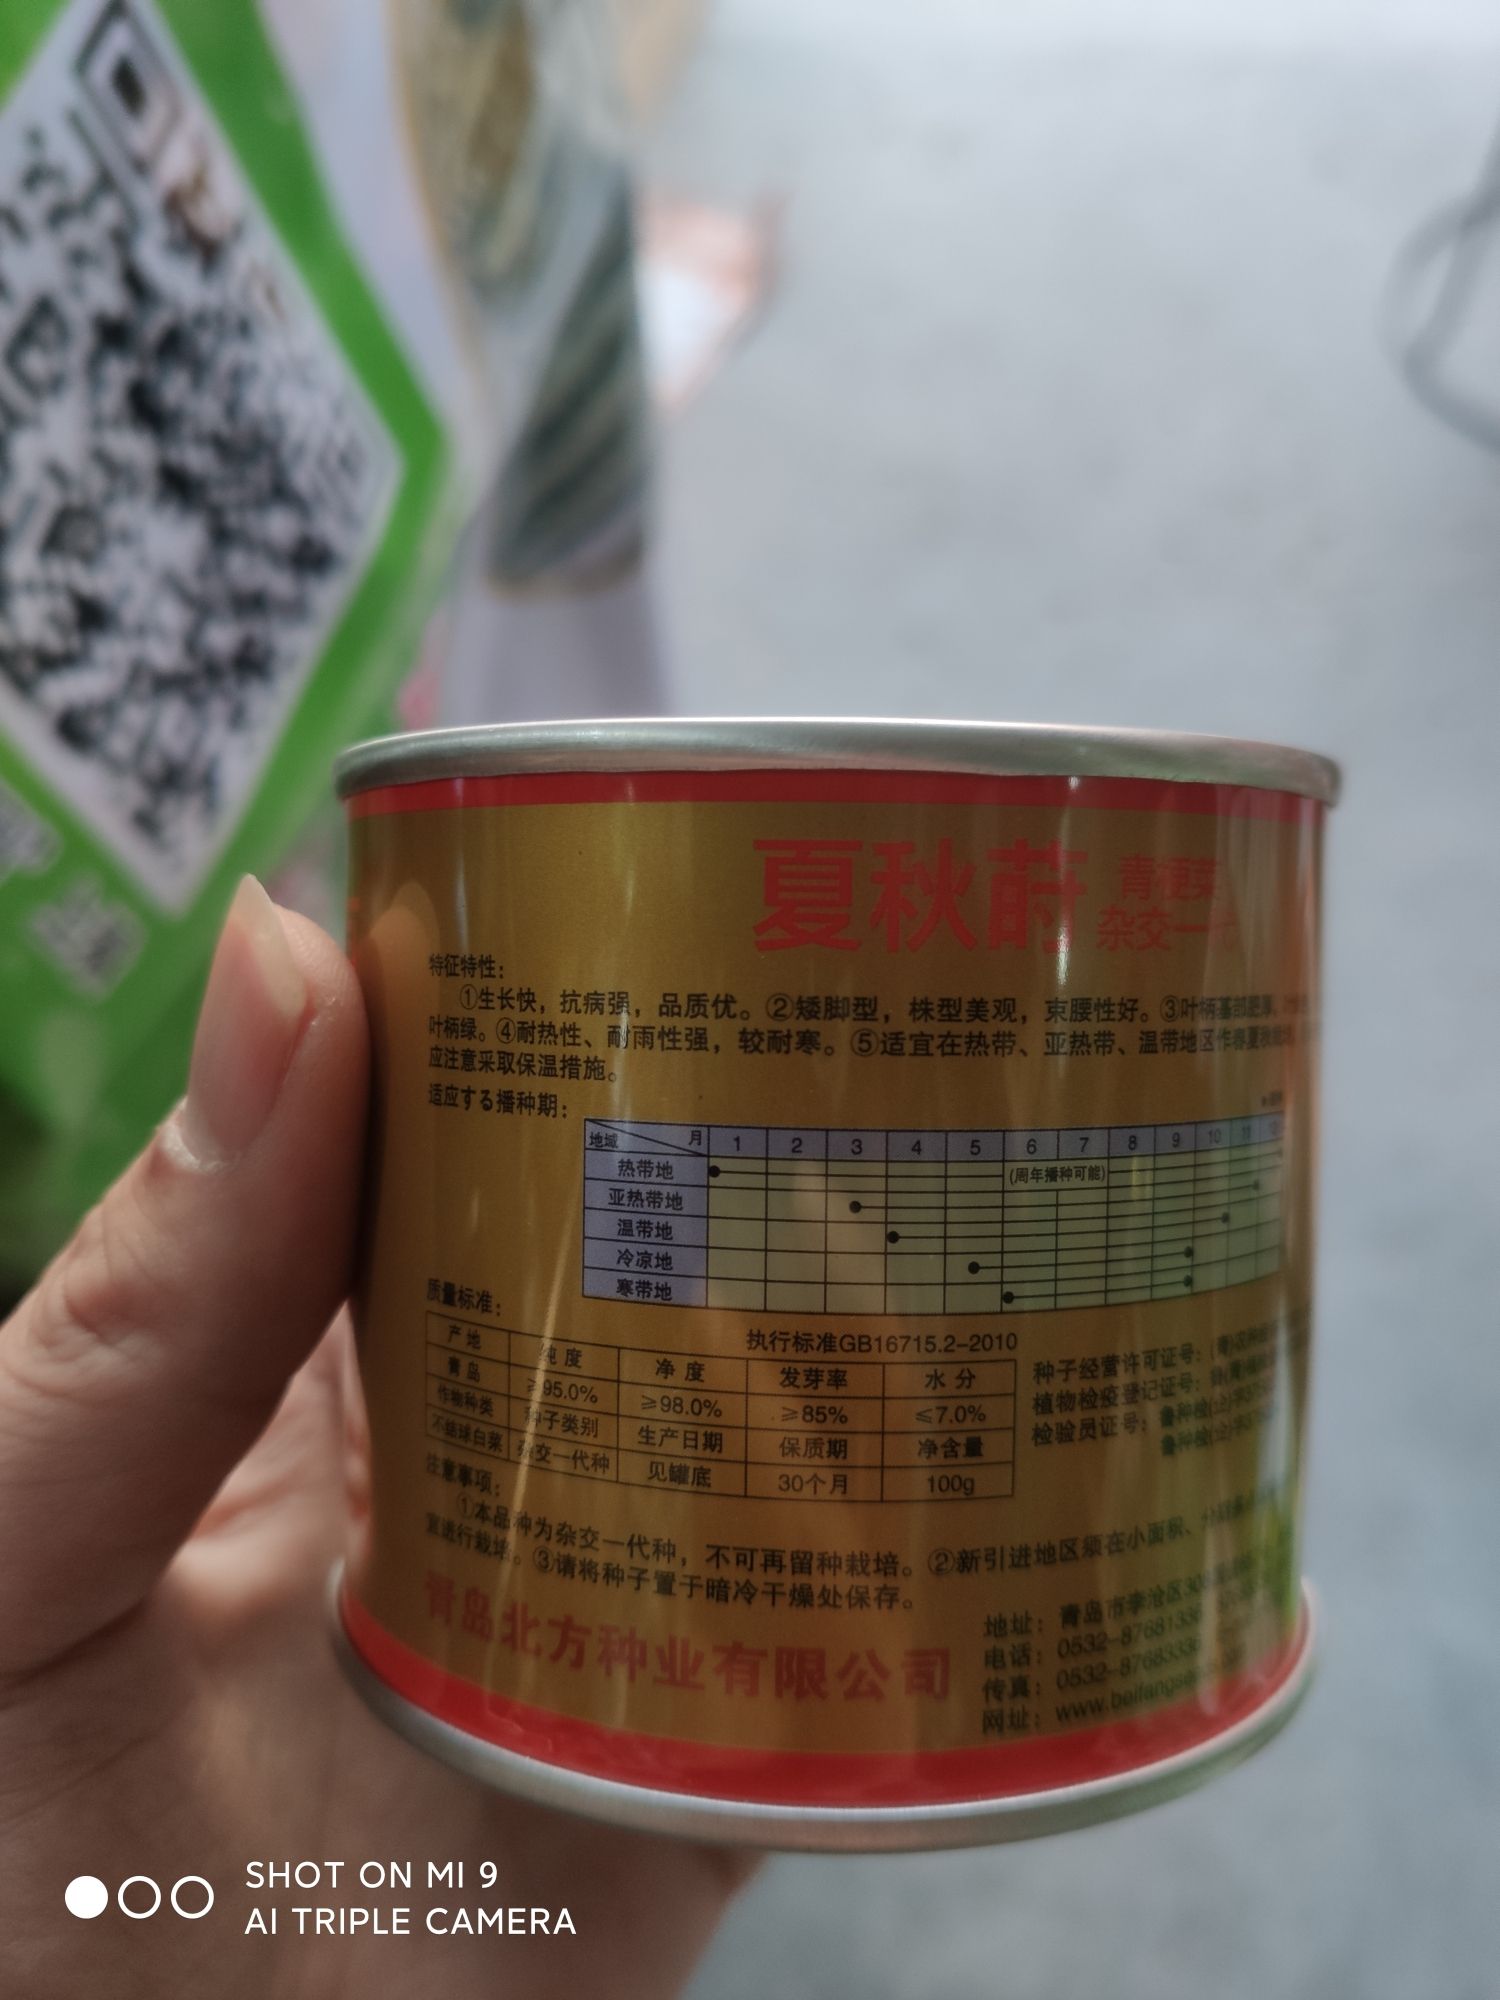 夏秋莳 青梗菜
杂交一代
特征特性：
①生长快，抗病强，品质优。②矮脚型，株型美观，束腰性好。③叶柄基部肥厚，
叶柄绿。④耐热性、耐雨性强，较耐寒。⑤适宜在热带、亚热带、温带地区作春夏秋
应注意采取保温措施。
适应する播种期：
地域 月 1 2 3 4 5 6 7 8 9 10 11 12
热带地 (周年播种可能)
亚热带地
温带地
冷凉地
寒带地
质量标准：
执行标准GB16715.2-2010
产地 纯度 净度 发芽率 水分
青岛 ≥95.0% ≥98.0% ≥85% ≤7.0%
作物种类 种子类别 生产日期 保质期 净含量
不结球白菜 杂交一代种 见罐底 30个月 100g
种子经营许可证号：
植物检疫登记证号：
检验员证号：
注意事项：
①本品种为杂交一代种，不可再留种栽培。②新引进地区须在小面积、
宜进行栽培。③请将种子置于暗冷干燥处保存。
青岛北方种业有限公司
地址：青岛市李沧区
电话：0532-8768133
传真：0532-8768333
网址：www.beifangse
SHOT ON MI 9
AI TRIPLE CAMERA